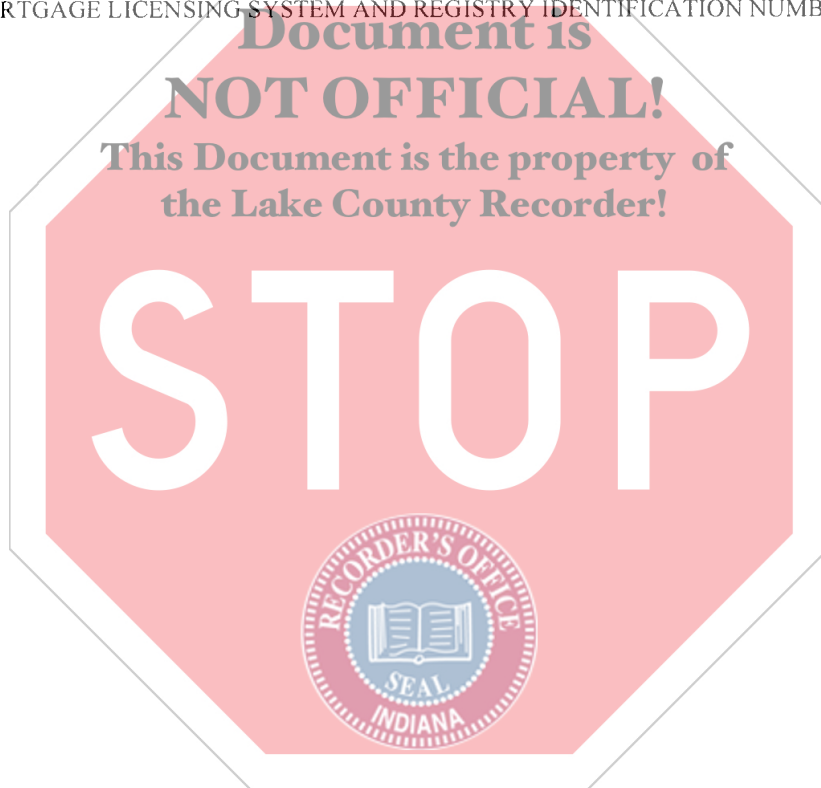 RTGAGE LICENSING SYSTEM AND REGISTRY IDENTIFICATION NUMB
Document is
NOT OFFICIAL!
This Document is the property of
the Lake County Recorder!
STOP
RECORDER'S OFFICE
SEAL
INDIANA